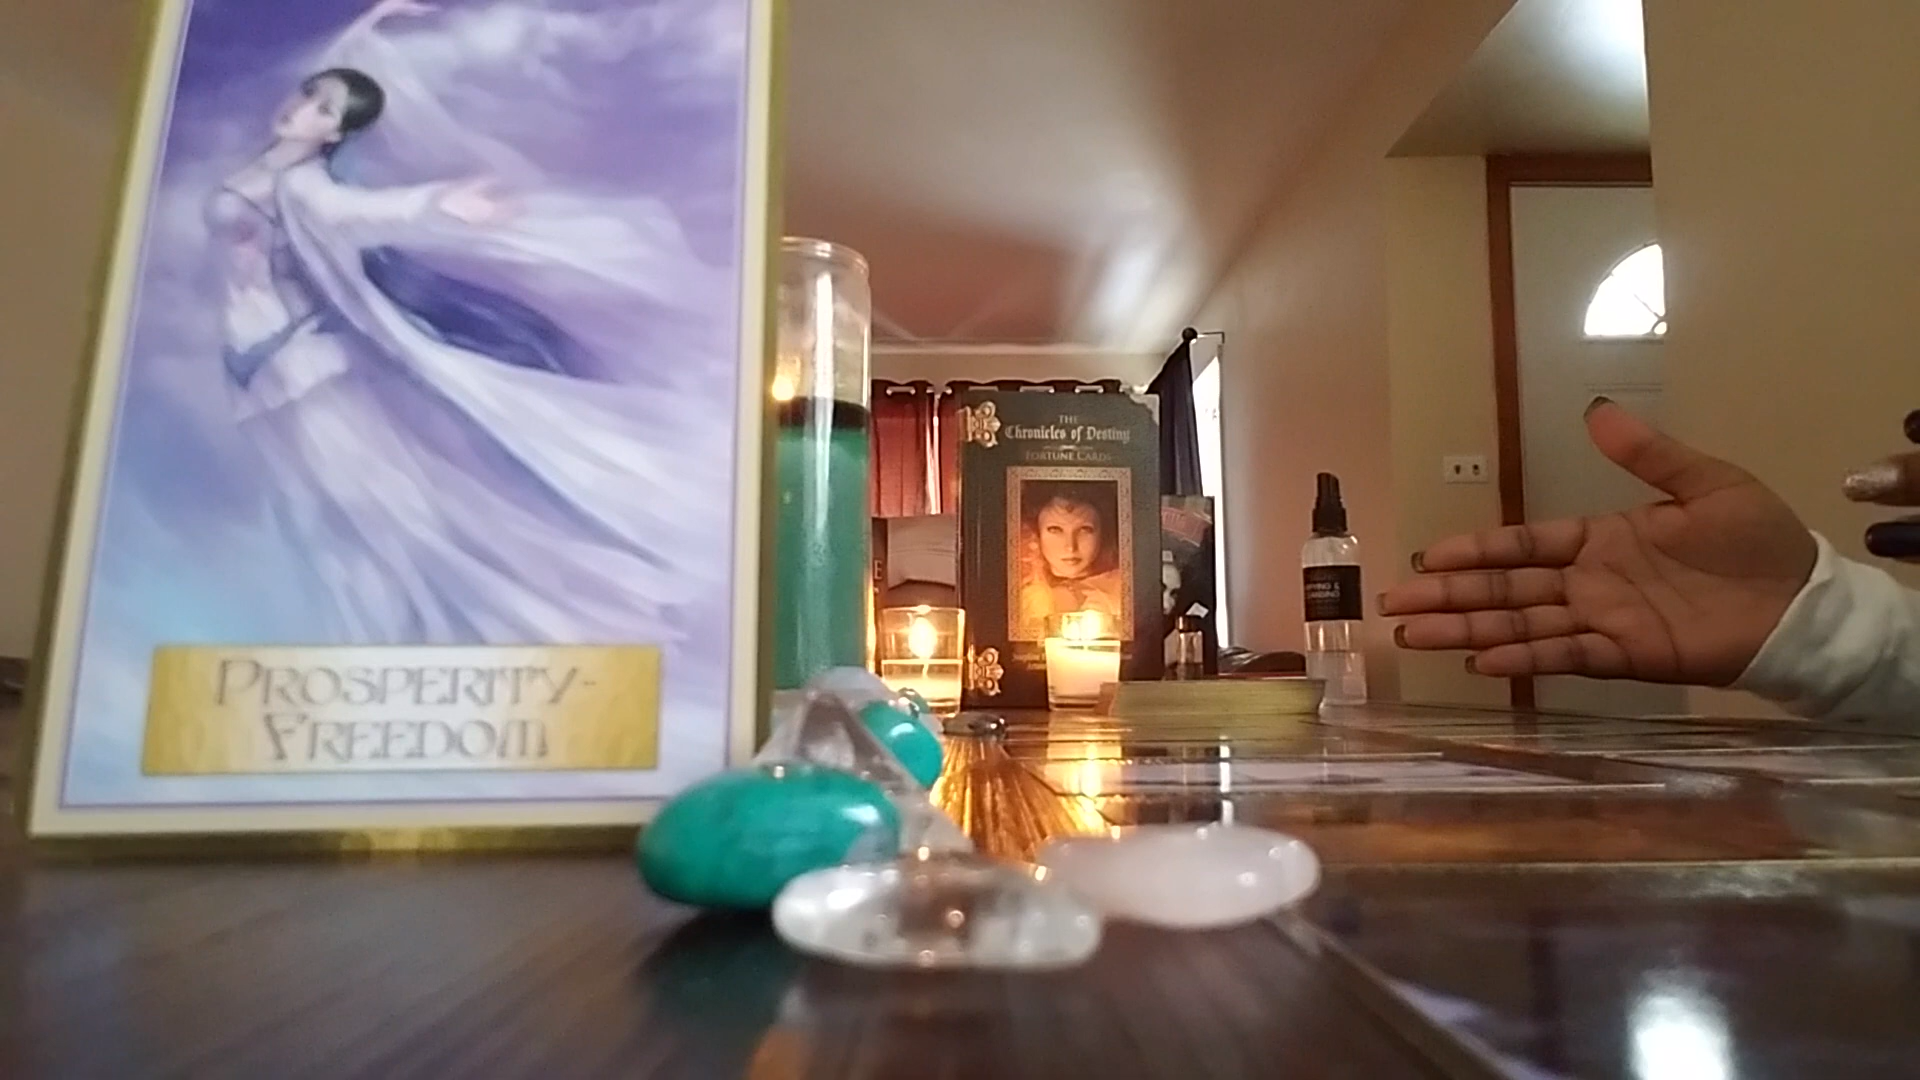 PROSPERITY-
FREEDOM
THE
Chronicles of Destiny
FORTUNE CARDS